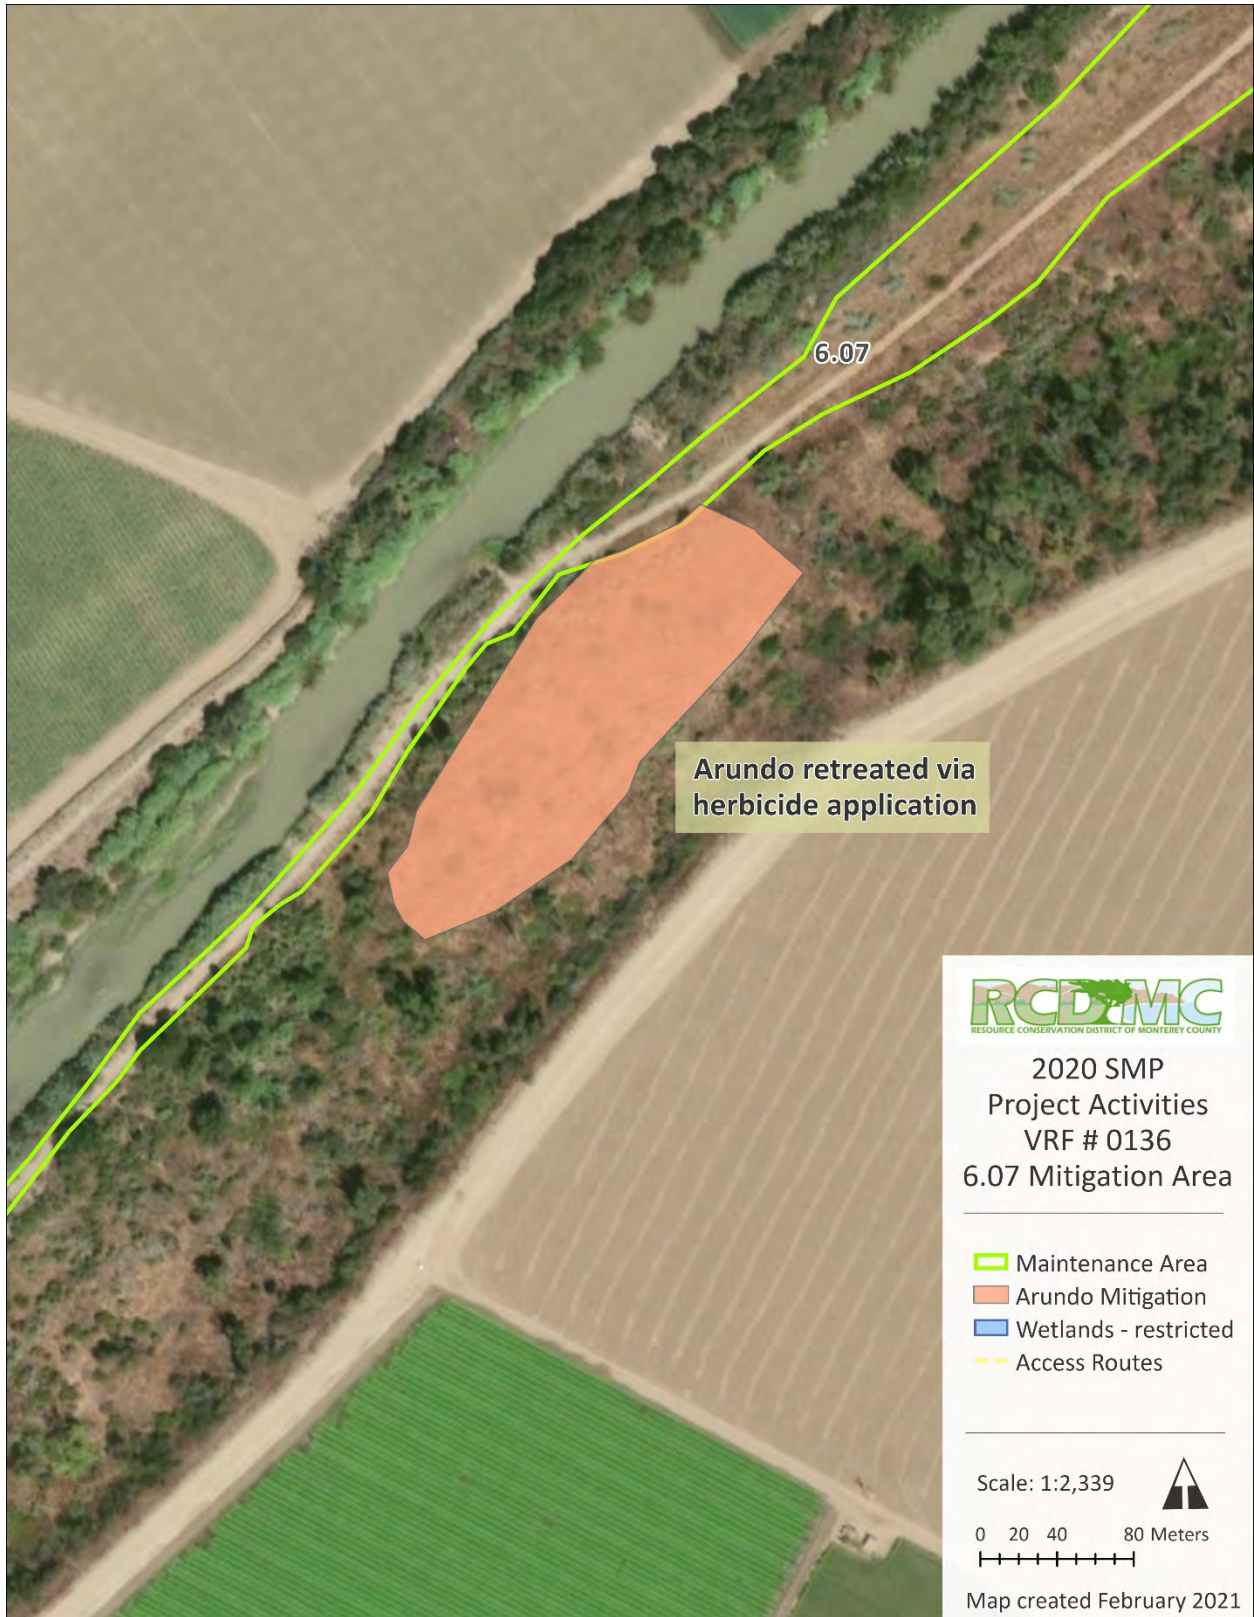 6.07
Arundo retreated via
herbicide application
RCDMC
RESOURCE CONSERVATION DISTRICT OF MONTEREY COUNTY
2020 SMP
Project Activities
VRF # 0136
6.07 Mitigation Area
Maintenance Area
Arundo Mitigation
Wetlands - restricted
Access Routes
Scale: 1:2,339
0 20 40 80 Meters
Map created February 2021